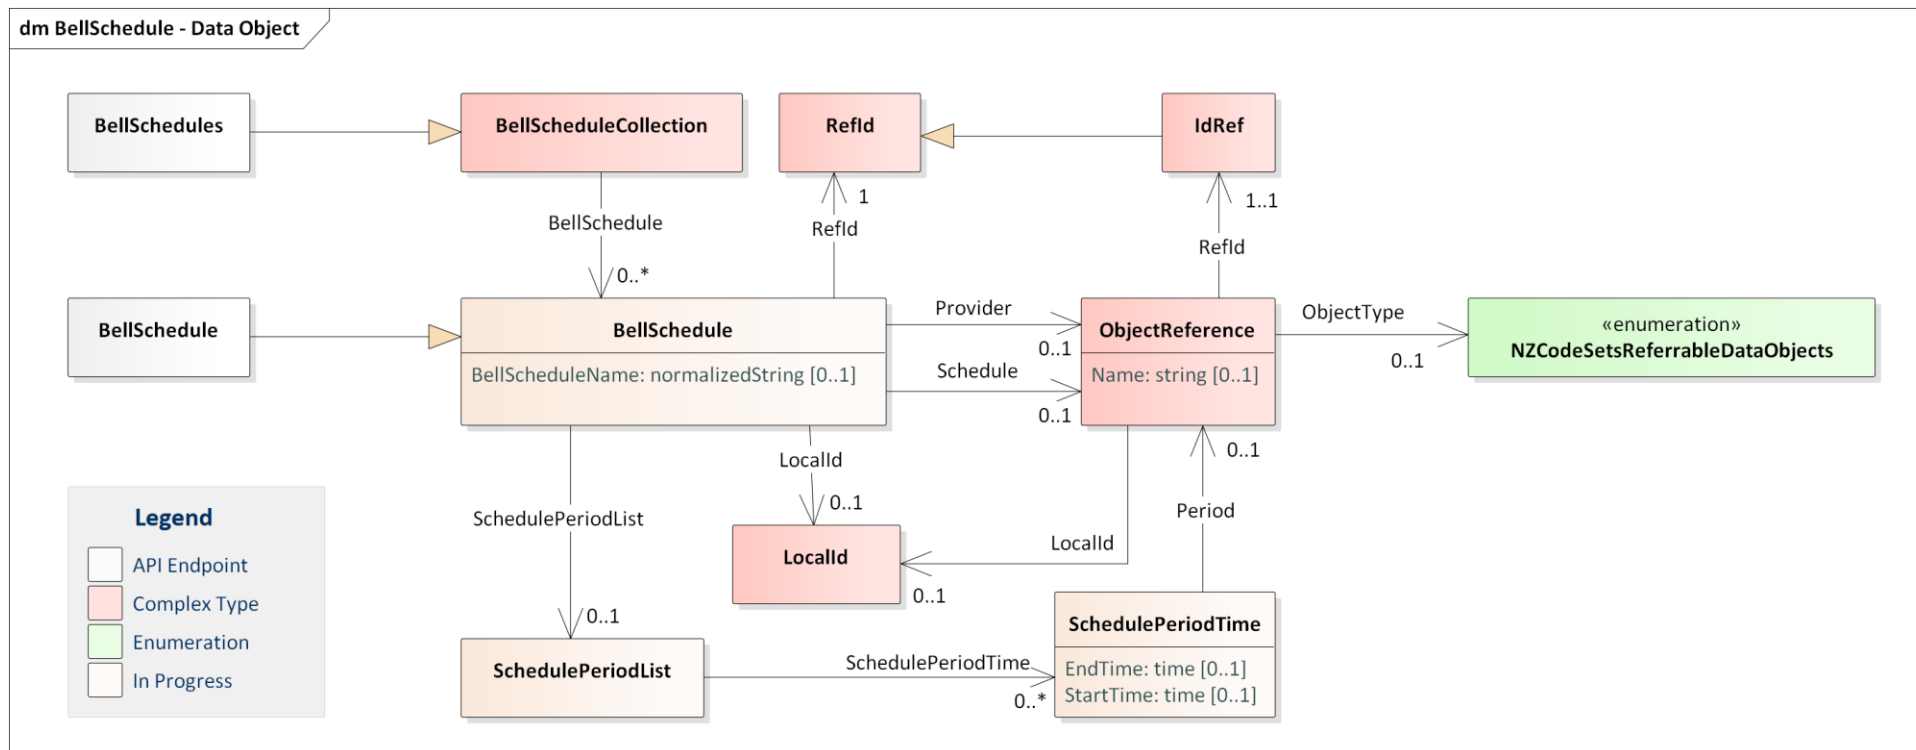 dm BellSchedule - Data Object
BellSchedules
BellScheduleCollection
RefId
IdRef
1
1..1
BellSchedule
RefId
RefId
0..*
BellSchedule
BellSchedule
BellScheduleName: normalizedString [0..1]
Provider
0..1
Schedule
0..1
ObjectReference
Name: string [0..1]
ObjectType
0..1
«enumeration»
NZCodeSetsReferrableDataObjects
LocalId
0..1
0..1
Period
SchedulePeriodList
LocalId
LocalId
0..1
0..1
SchedulePeriodList
SchedulePeriodTime
0..*
SchedulePeriodTime
EndTime: time [0..1]
StartTime: time [0..1]
Legend
API Endpoint
Complex Type
Enumeration
In Progress